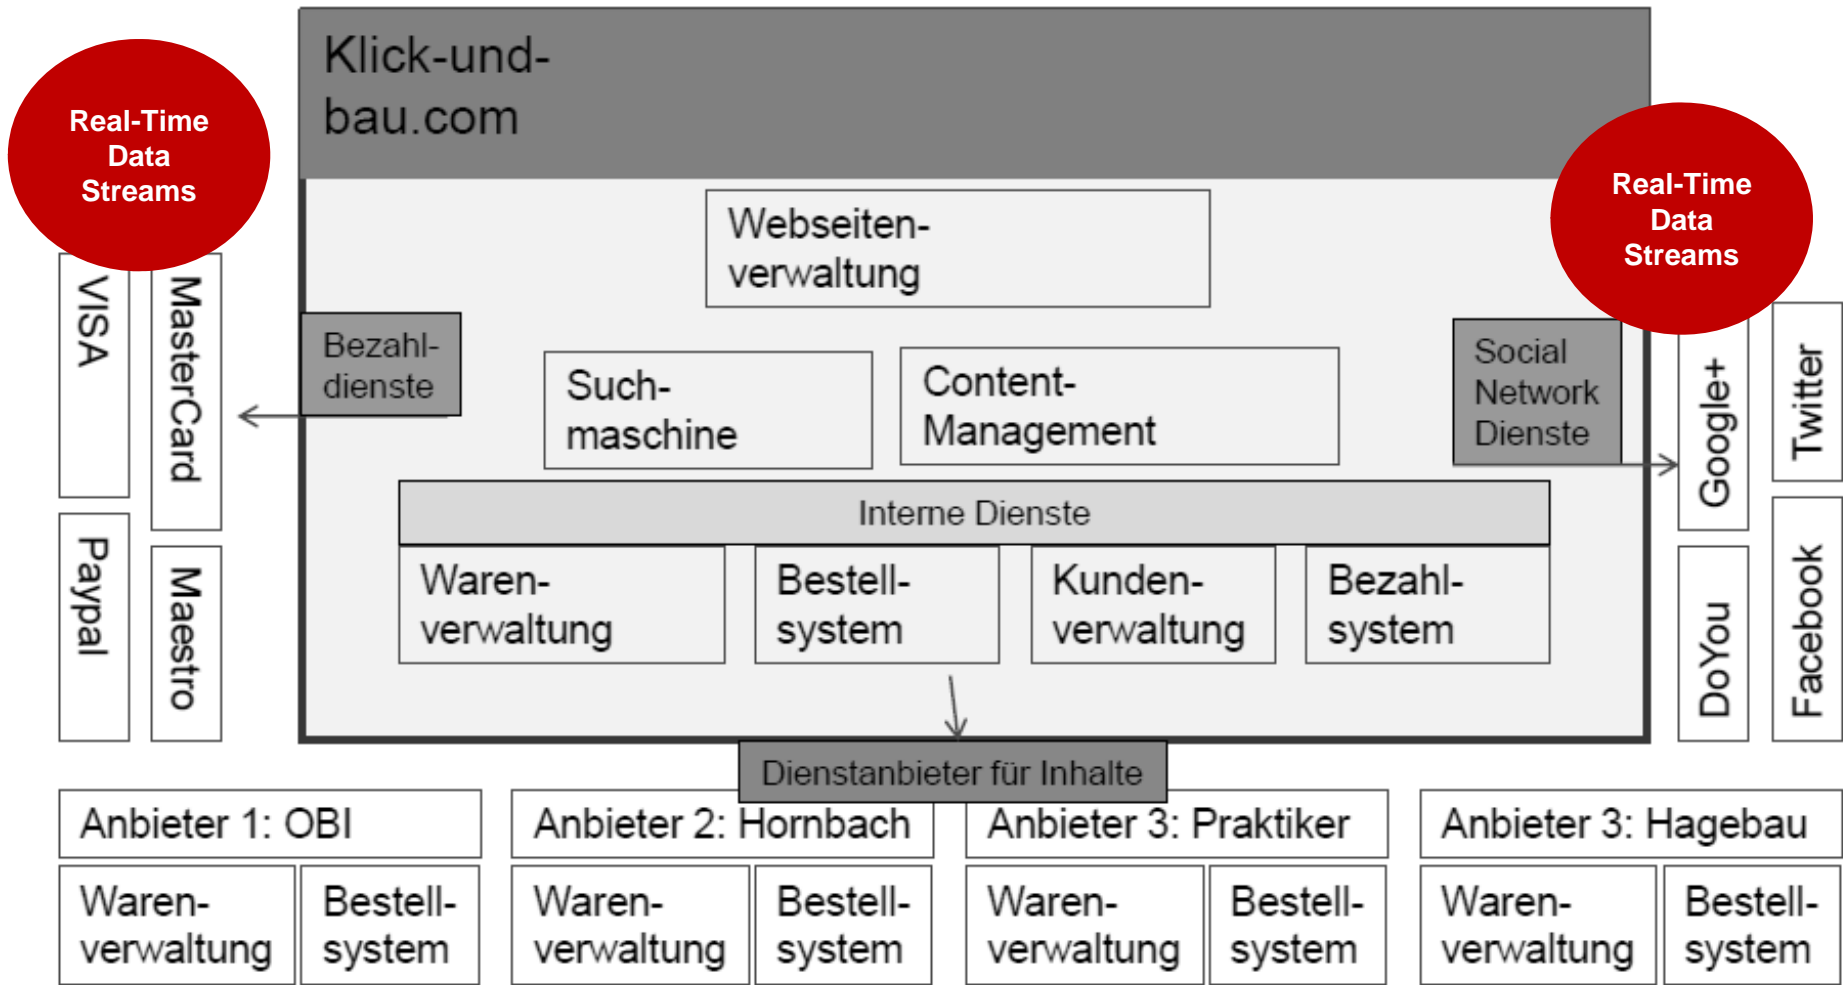 Klick-und-
bau.com
Real-Time
Data
Streams
Real-Time
Data
Streams
Webseiten-
verwaltung
VISA
MasterCard
Paypal
Maestro
Bezahl-
dienste
Such-
maschine
Content-
Management
Social
Network
Dienste
Google+
Twitter
DoYou
Facebook
Interne Dienste
Waren-
verwaltung
Bestell-
system
Kunden-
verwaltung
Bezahl-
system
Dienstanbieter für Inhalte
Anbieter 1: OBI
Anbieter 2: Hornbach
Anbieter 3: Praktiker
Anbieter 3: Hagebau
Waren-
verwaltung
Bestell-
system
Waren-
verwaltung
Bestell-
system
Waren-
verwaltung
Bestell-
system
Waren-
verwaltung
Bestell-
system